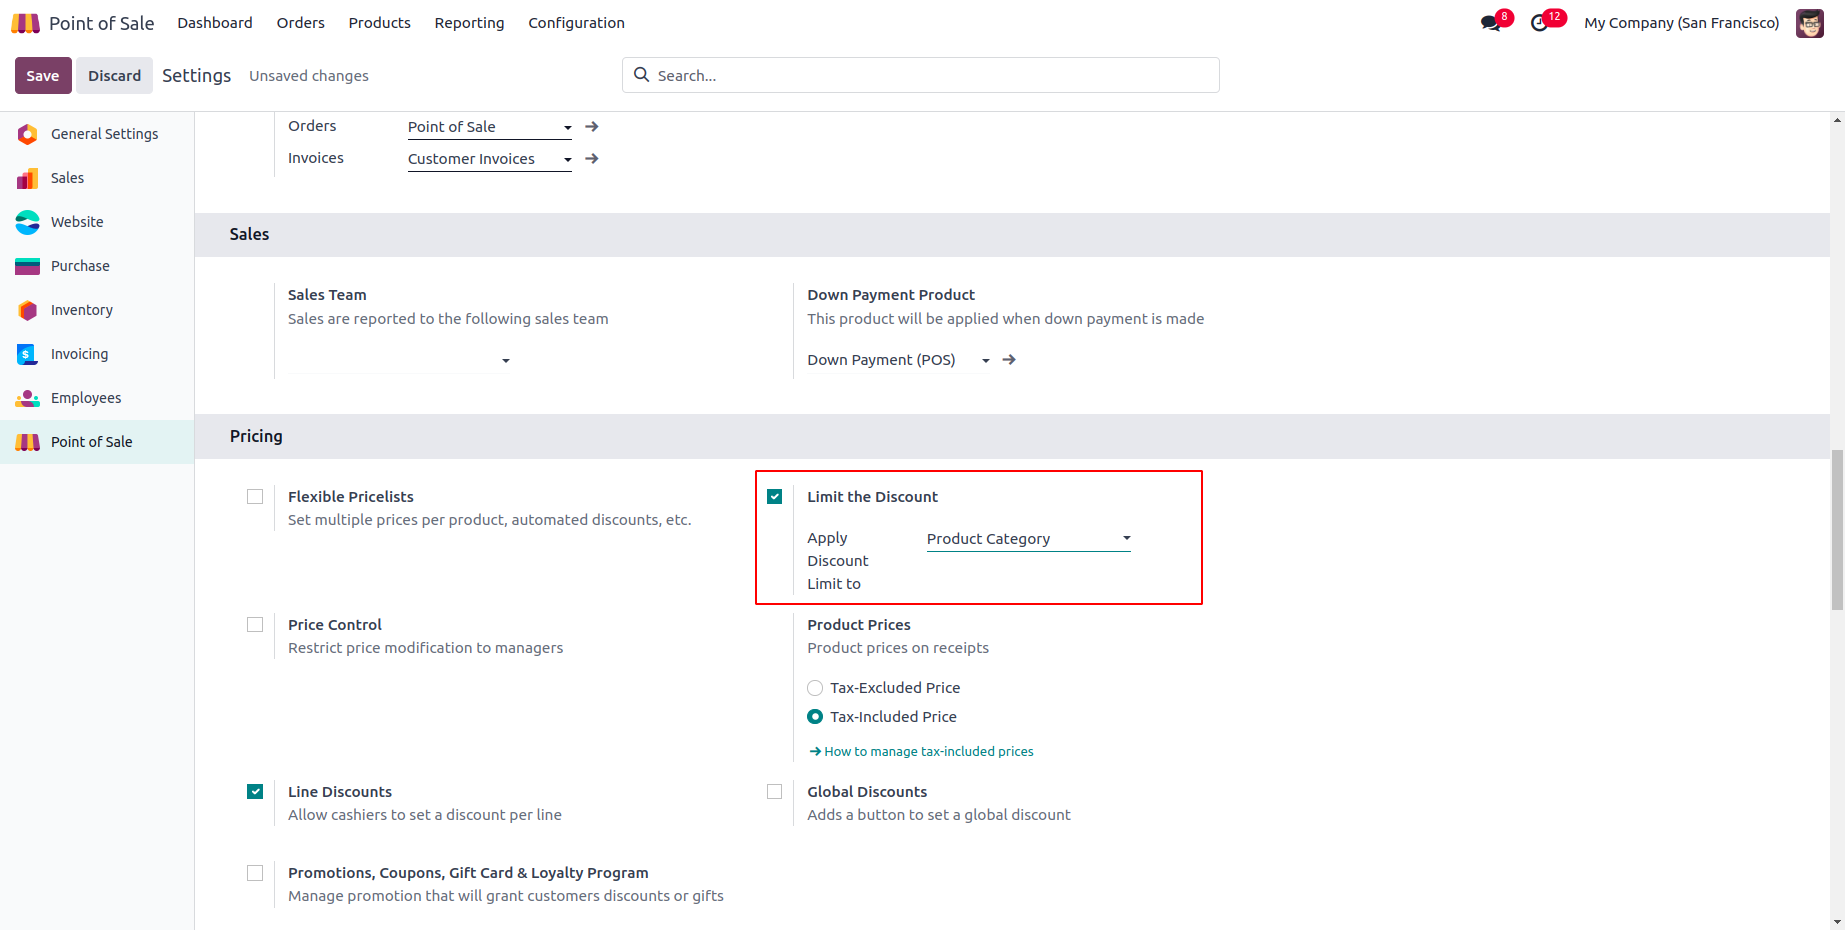 Point of Sale Dashboard Orders Products Reporting Configuration 8 12 My Company (San Francisco)
Save Discard Settings Unsaved changes Search...
General Settings
Sales
Website
Purchase
Inventory
Invoicing
Employees
Point of Sale
Orders Point of Sale
Invoices Customer Invoices
Sales
Sales Team
Sales are reported to the following sales team
Down Payment Product
This product will be applied when down payment is made
Down Payment (POS)
Pricing
Flexible Pricelists
Set multiple prices per product, automated discounts, etc.
Limit the Discount
Apply
Discount
Limit to
Product Category
Price Control
Restrict price modification to managers
Product Prices
Product prices on receipts
Tax-Excluded Price
Tax-Included Price
How to manage tax-included prices
Line Discounts
Allow cashiers to set a discount per line
Global Discounts
Adds a button to set a global discount
Promotions, Coupons, Gift Card & Loyalty Program
Manage promotion that will grant customers discounts or gifts